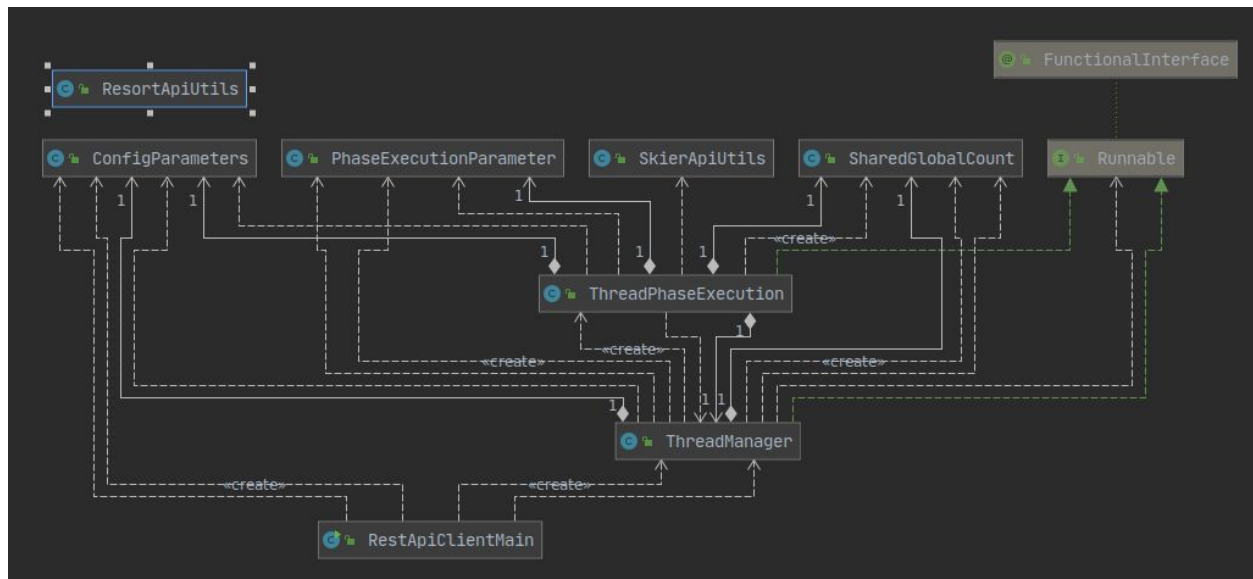 FunctionalInterface
ResortApiUtils
ConfigParameters
PhaseExecutionParameter
SkierApiUtils
SharedGlobalCount
Runnable
1
1
1
1
1
«create»
1
1
1
ThreadPhaseExecution
1
«create»
«create»
«create»
1
1
1
ThreadManager
«create»
«create»
RestApiClientMain